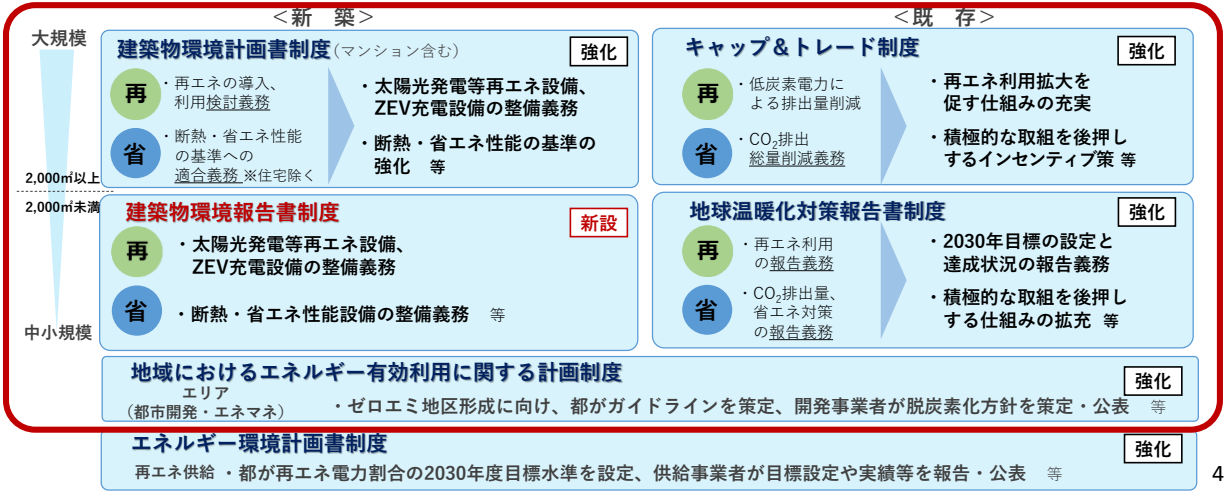 ＜新　築＞
＜既　存＞
大規模
2,000㎡以上
2,000㎡未満
中小規模
建築物環境計画書制度(マンション含む)
強化
再
・再エネの導入、
利用検討義務
省
・断熱・省エネ性能
の基準への
適合義務 ※住宅除く
・太陽光発電等再エネ設備、
ZEV充電設備の整備義務
・断熱・省エネ性能の基準の
強化　等
キャップ＆トレード制度
強化
再
・低炭素電力に
よる排出量削減
省
・CO₂排出
総量削減義務
・再エネ利用拡大を
促す仕組みの充実
・積極的な取組を後押し
するインセンティブ策 等
建築物環境報告書制度
新設
再
・太陽光発電等再エネ設備、
ZEV充電設備の整備義務
省
・断熱・省エネ性能設備の整備義務　等
地球温暖化対策報告書制度
強化
再
・再エネ利用
の報告義務
省
・CO₂排出量、
省エネ対策
の報告義務
・2030年目標の設定と
達成状況の報告義務
・積極的な取組を後押し
する仕組みの拡充　等
地域におけるエネルギー有効利用に関する計画制度
強化
エリア
（都市開発・エネマネ）
・ゼロエミ地区形成に向け、都がガイドラインを策定、開発事業者が脱炭素化方針を策定・公表　等
エネルギー環境計画書制度
強化
再エネ供給 ・都が再エネ電力割合の2030年度目標水準を設定、供給事業者が目標設定や実績等を報告・公表　等
4